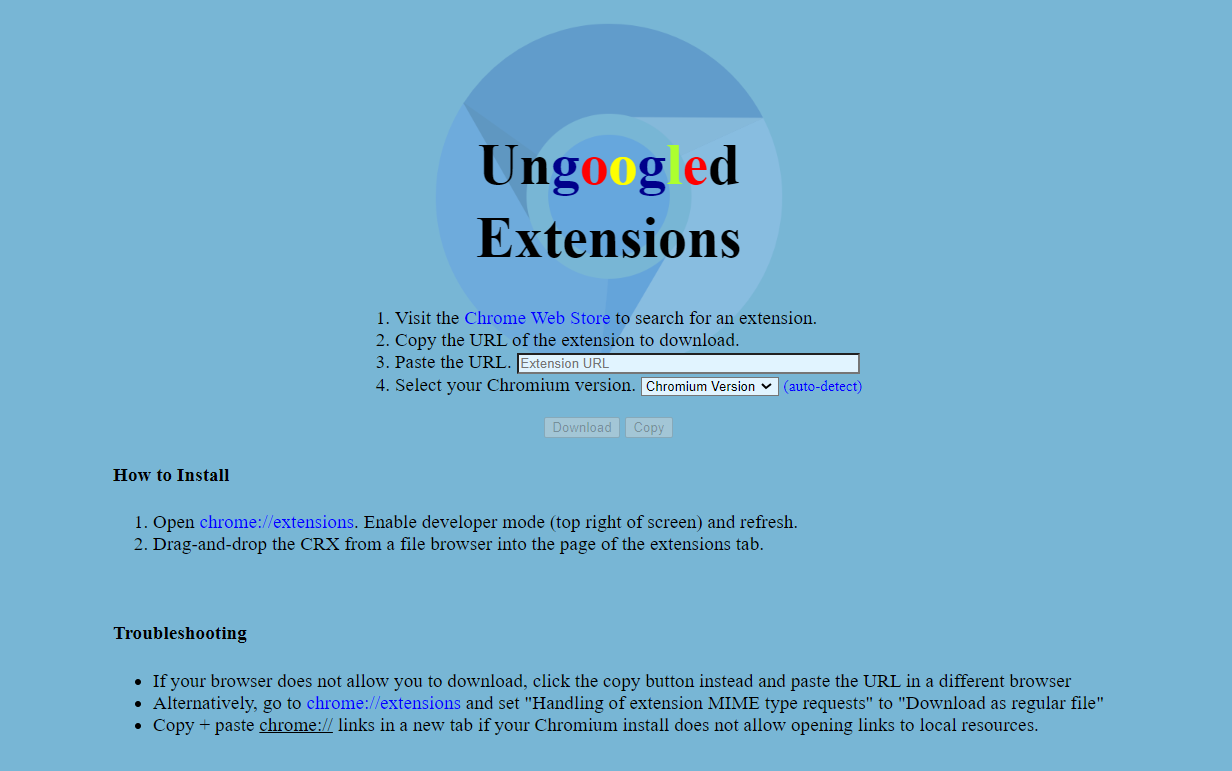 Ungoogled
Extensions
1. Visit the Chrome Web Store to search for an extension.
2. Copy the URL of the extension to download.
3. Paste the URL. Extension URL
4. Select your Chromium version. Chromium Version (auto-detect)
Download Copy
How to Install
1. Open chrome://extensions. Enable developer mode (top right of screen) and refresh.
2. Drag-and-drop the CRX from a file browser into the page of the extensions tab.
Troubleshooting
• If your browser does not allow you to download, click the copy button instead and paste the URL in a different browser
• Alternatively, go to chrome://extensions and set "Handling of extension MIME type requests" to "Download as regular file"
• Copy + paste chrome:// links in a new tab if your Chromium install does not allow opening links to local resources.